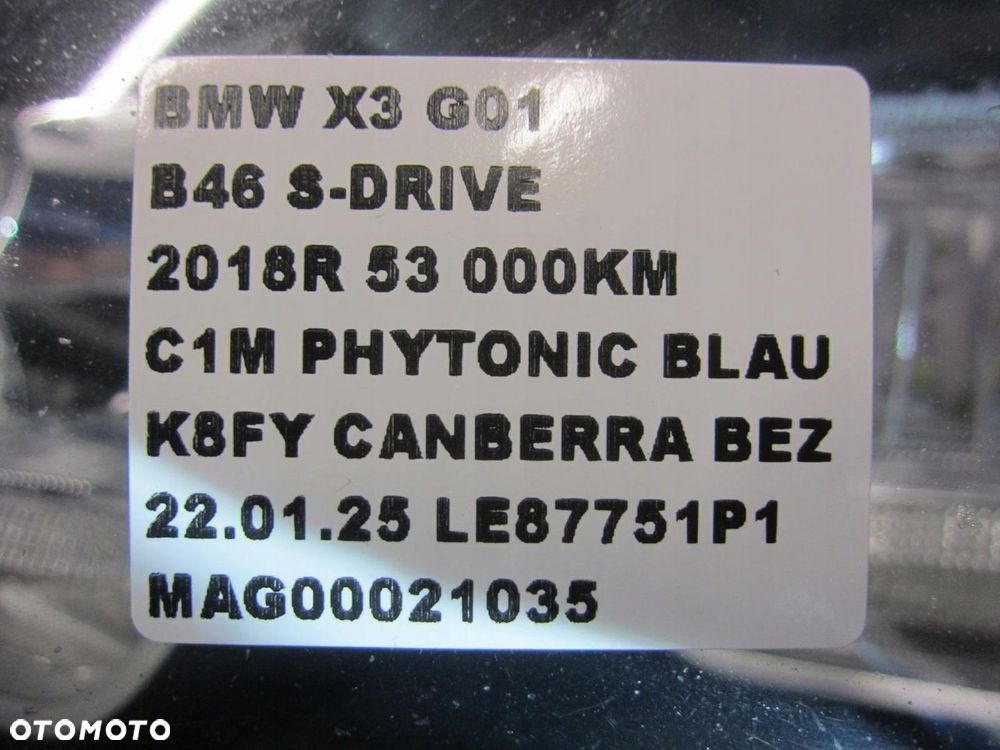 BMW X3 G01
B46 S-DRIVE
2018R 53 000KM
C1M PHYTONIC BLAU
K8FY CANBERRA BEZ
22.01.25 LE87751P1
MAG00021035
OTOMOTO